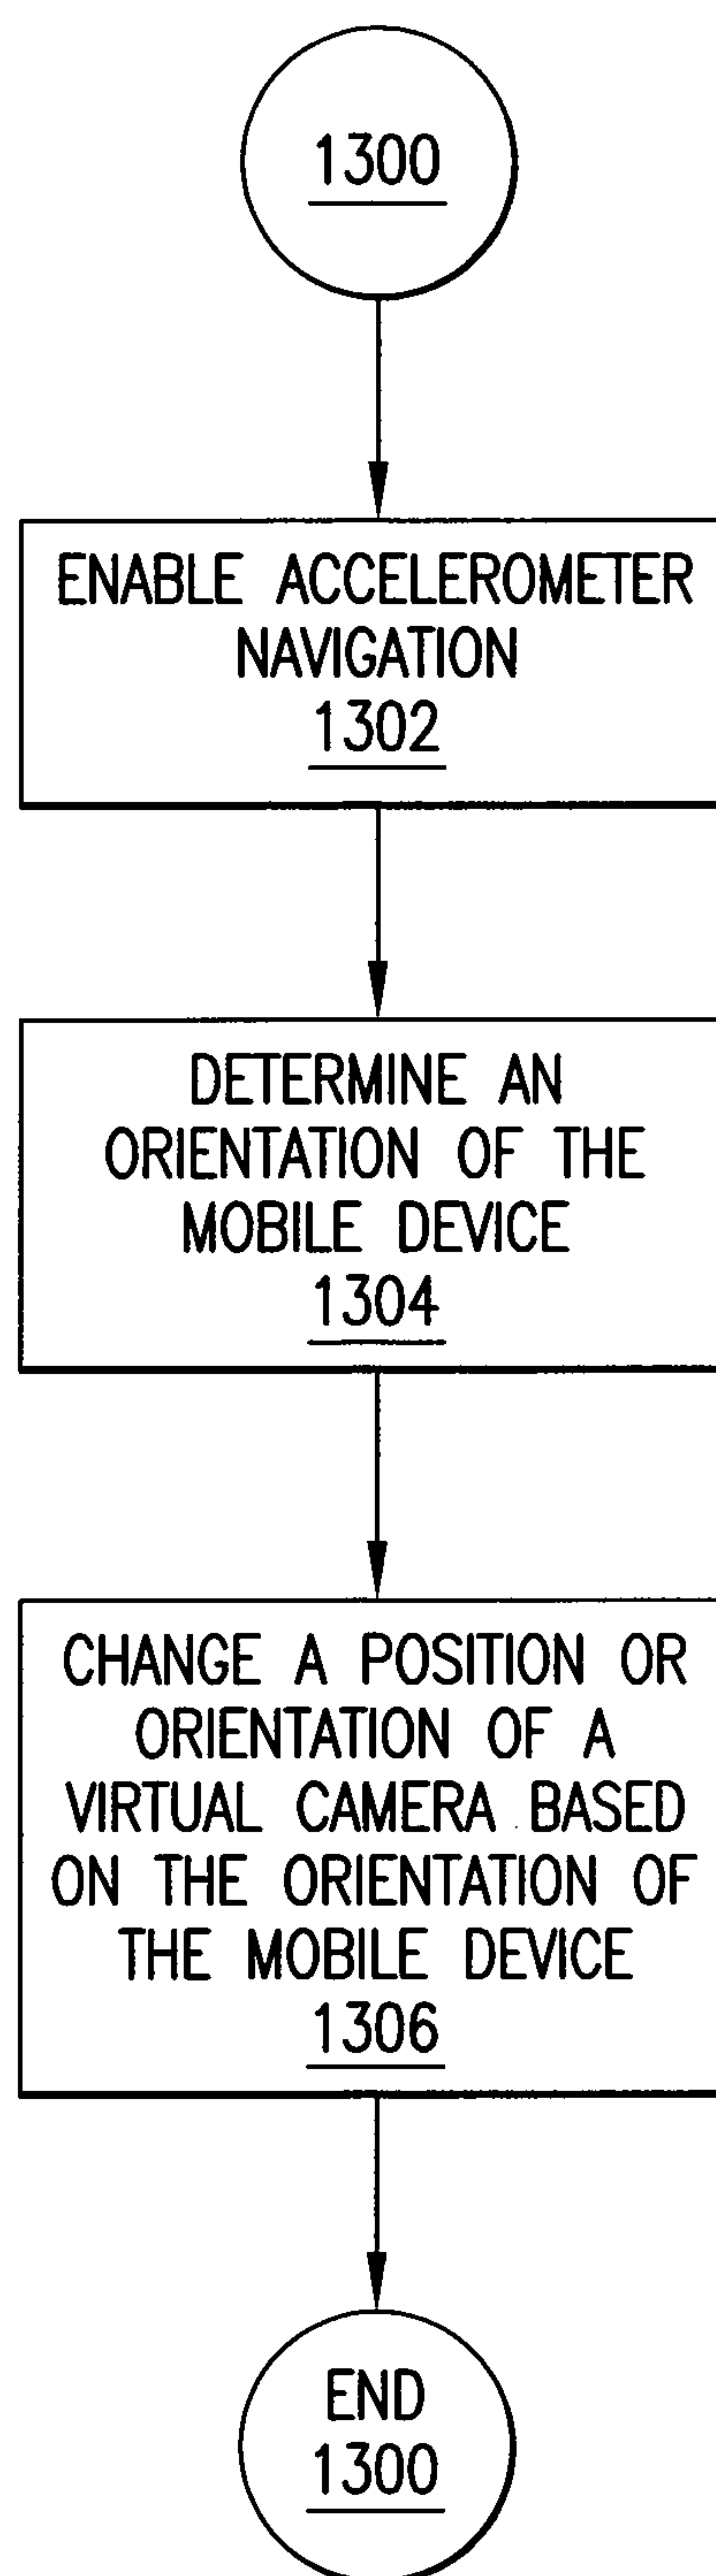 1300
ENABLE ACCELEROMETER
NAVIGATION
1302
DETERMINE AN
ORIENTATION OF THE
MOBILE DEVICE
1304
CHANGE A POSITION OR
ORIENTATION OF A
VIRTUAL CAMERA BASED
ON THE ORIENTATION OF
THE MOBILE DEVICE
1306
END
1300